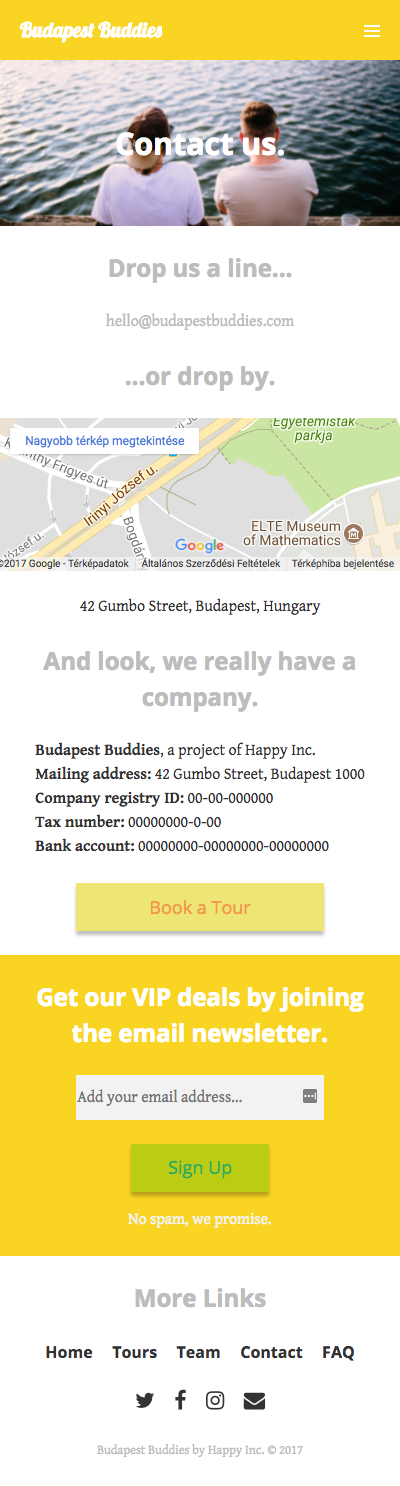 Budapest Buddies
Contact us.
Drop us a line...
hello@budapestbuddies.com
...or drop by.
Nagyobb térkép megtekintése
Egyetemisták
parkja
Frigyes út
Irinyi József u.
József u.
ELTE Museum
of Mathematics
Google
©2017 Google - Térképadatok
Általános Szerződési Feltételek
Térképhiba bejelentése
42 Gumbo Street, Budapest, Hungary
And look, we really have a
company.
Budapest Buddies, a project of Happy Inc.
Mailing address: 42 Gumbo Street, Budapest 1000
Company registry ID: 00-00-000000
Tax number: 00000000-0-00
Bank account: 00000000-00000000-00000000
Book a Tour
Get our VIP deals by joining
the email newsletter.
Add your email address...
Sign Up
No spam, we promise.
More Links
Home Tours Team Contact FAQ
Budapest Buddies by Happy Inc. © 2017